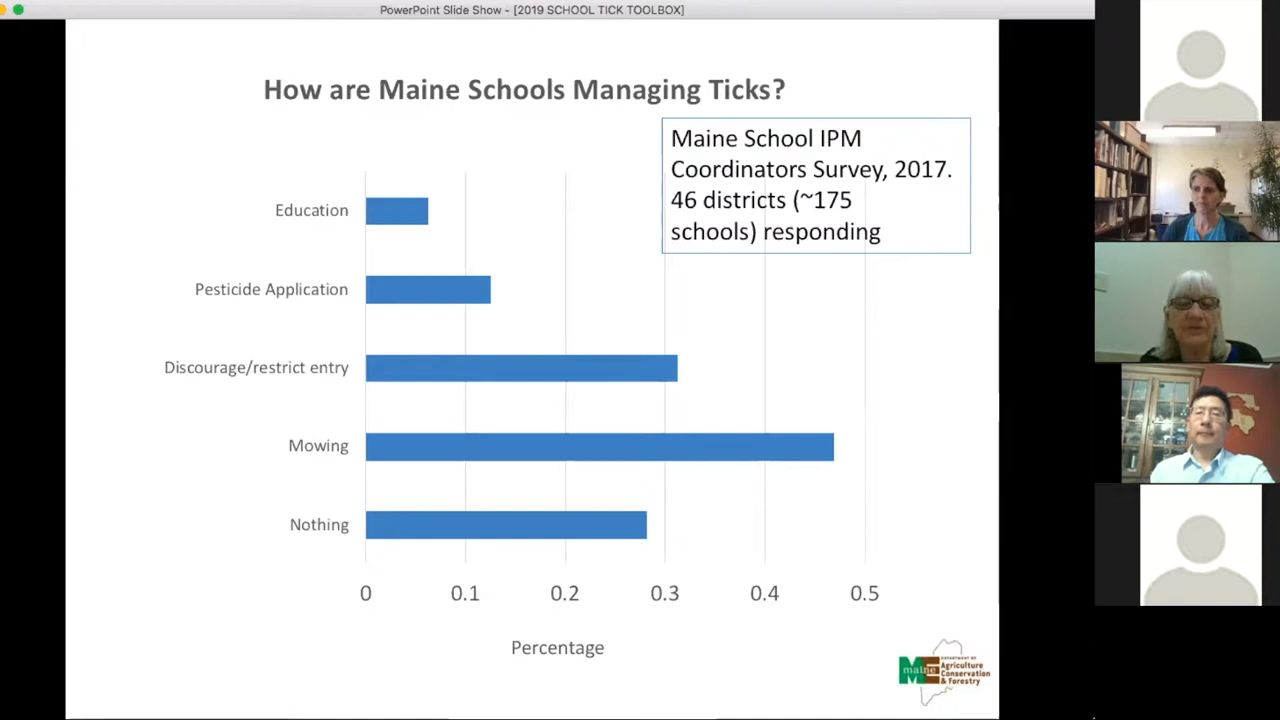 PowerPoint Slide Show - [2019 SCHOOL TICK TOOLBOX]
How are Maine Schools Managing Ticks?
Maine School IPM
Coordinators Survey, 2017.
46 districts (~175
schools) responding
Education
Pesticide Application
Discourage/restrict entry
Mowing
Nothing
0 0.1 0.2 0.3 0.4 0.5
Percentage
maine
DEPARTMENT OF
Agriculture
Conservation
& Forestry